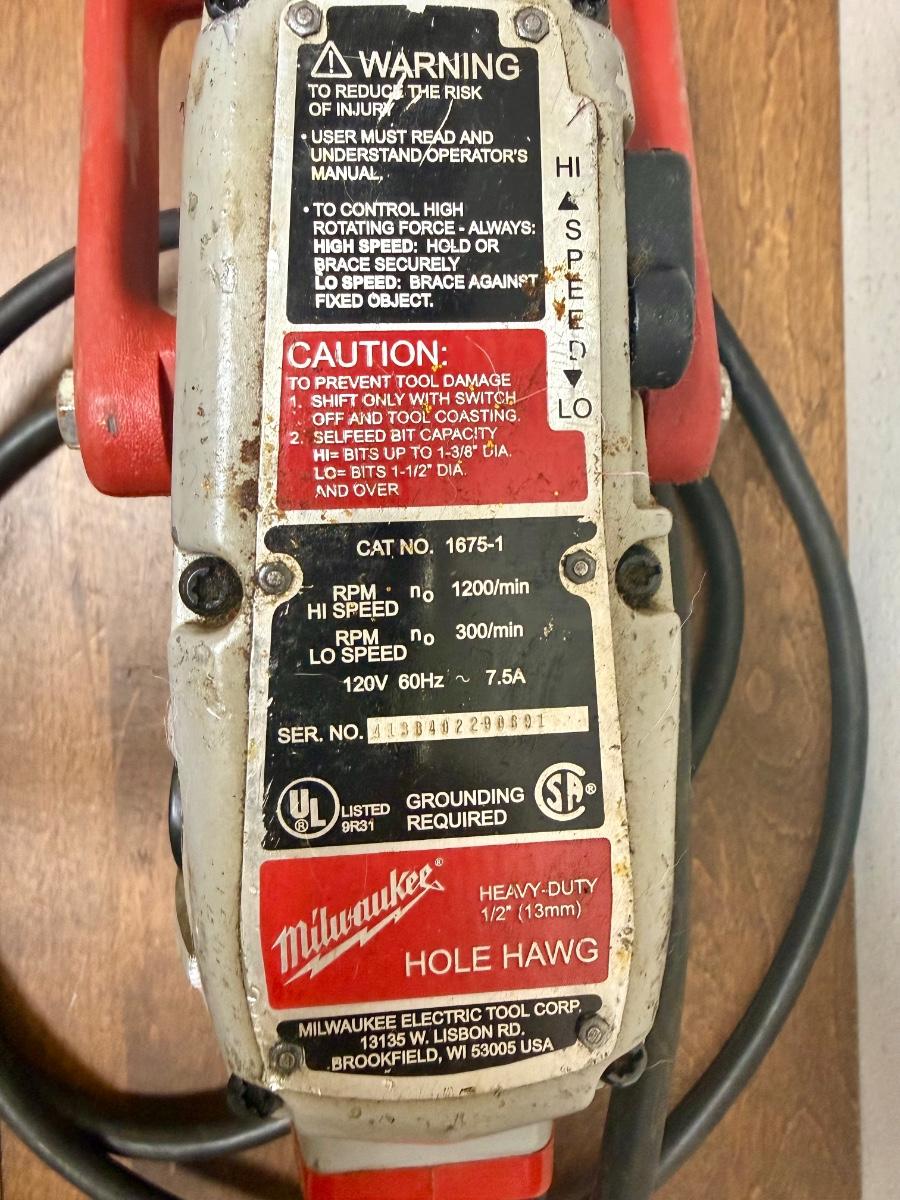 WARNING
TO REDUCE THE RISK
OF INJURY
• USER MUST READ AND
UNDERSTAND OPERATOR'S
MANUAL.
• TO CONTROL HIGH
ROTATING FORCE - ALWAYS:
HIGH SPEED: HOLD OR
BRACE SECURELY
LO SPEED: BRACE AGAINST
FIXED OBJECT.
HI
▲
SPEED
▼
LO
CAUTION:
TO PREVENT TOOL DAMAGE
1. SHIFT ONLY WITH SWITCH
OFF AND TOOL COASTING.
2. SELFEED BIT CAPACITY
HI= BITS UP TO 1-3/8" DIA.
LO= BITS 1-1/2" DIA.
AND OVER
CAT NO. 1675-1
RPM n₀ 1200/min
HI SPEED
RPM n₀ 300/min
LO SPEED
120V 60Hz ~ 7.5A
SER. NO.
UL ® LISTED
9R31
GROUNDING
REQUIRED
SA ®
Milwaukee®
HEAVY-DUTY
1/2" (13mm)
HOLE HAWG
MILWAUKEE ELECTRIC TOOL CORP.
13135 W. LISBON RD.
BROOKFIELD, WI 53005 USA